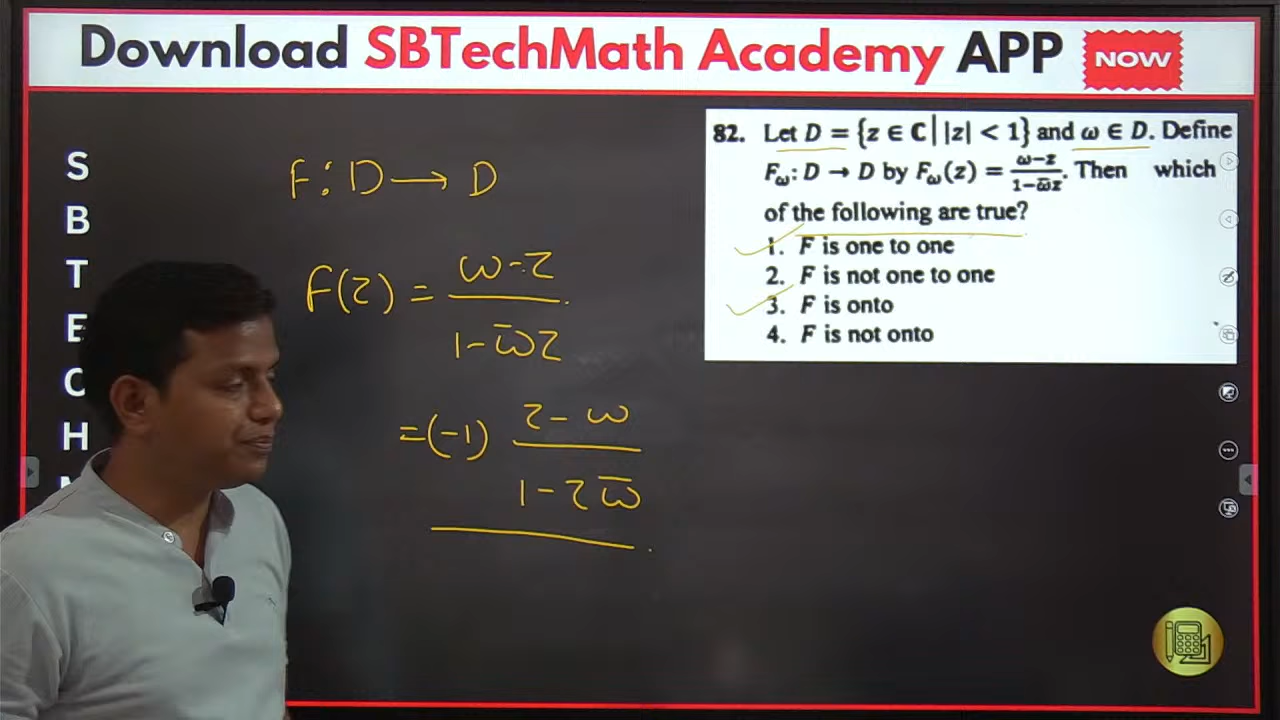 Download SBTechMath Academy APP NOW
S
B
T
E
C
H
F : D → D
F(z) = ω-z / 1-ω̄z
= (-1) z-ω / 1-zω̄
82. Let D = {z ∈ C | |z| < 1} and ω ∈ D. Define
F_ω: D → D by F_ω(z) = ω−z / 1−ω̄z. Then which
of the following are true?
1. F is one to one
2. F is not one to one
3. F is onto
4. F is not onto